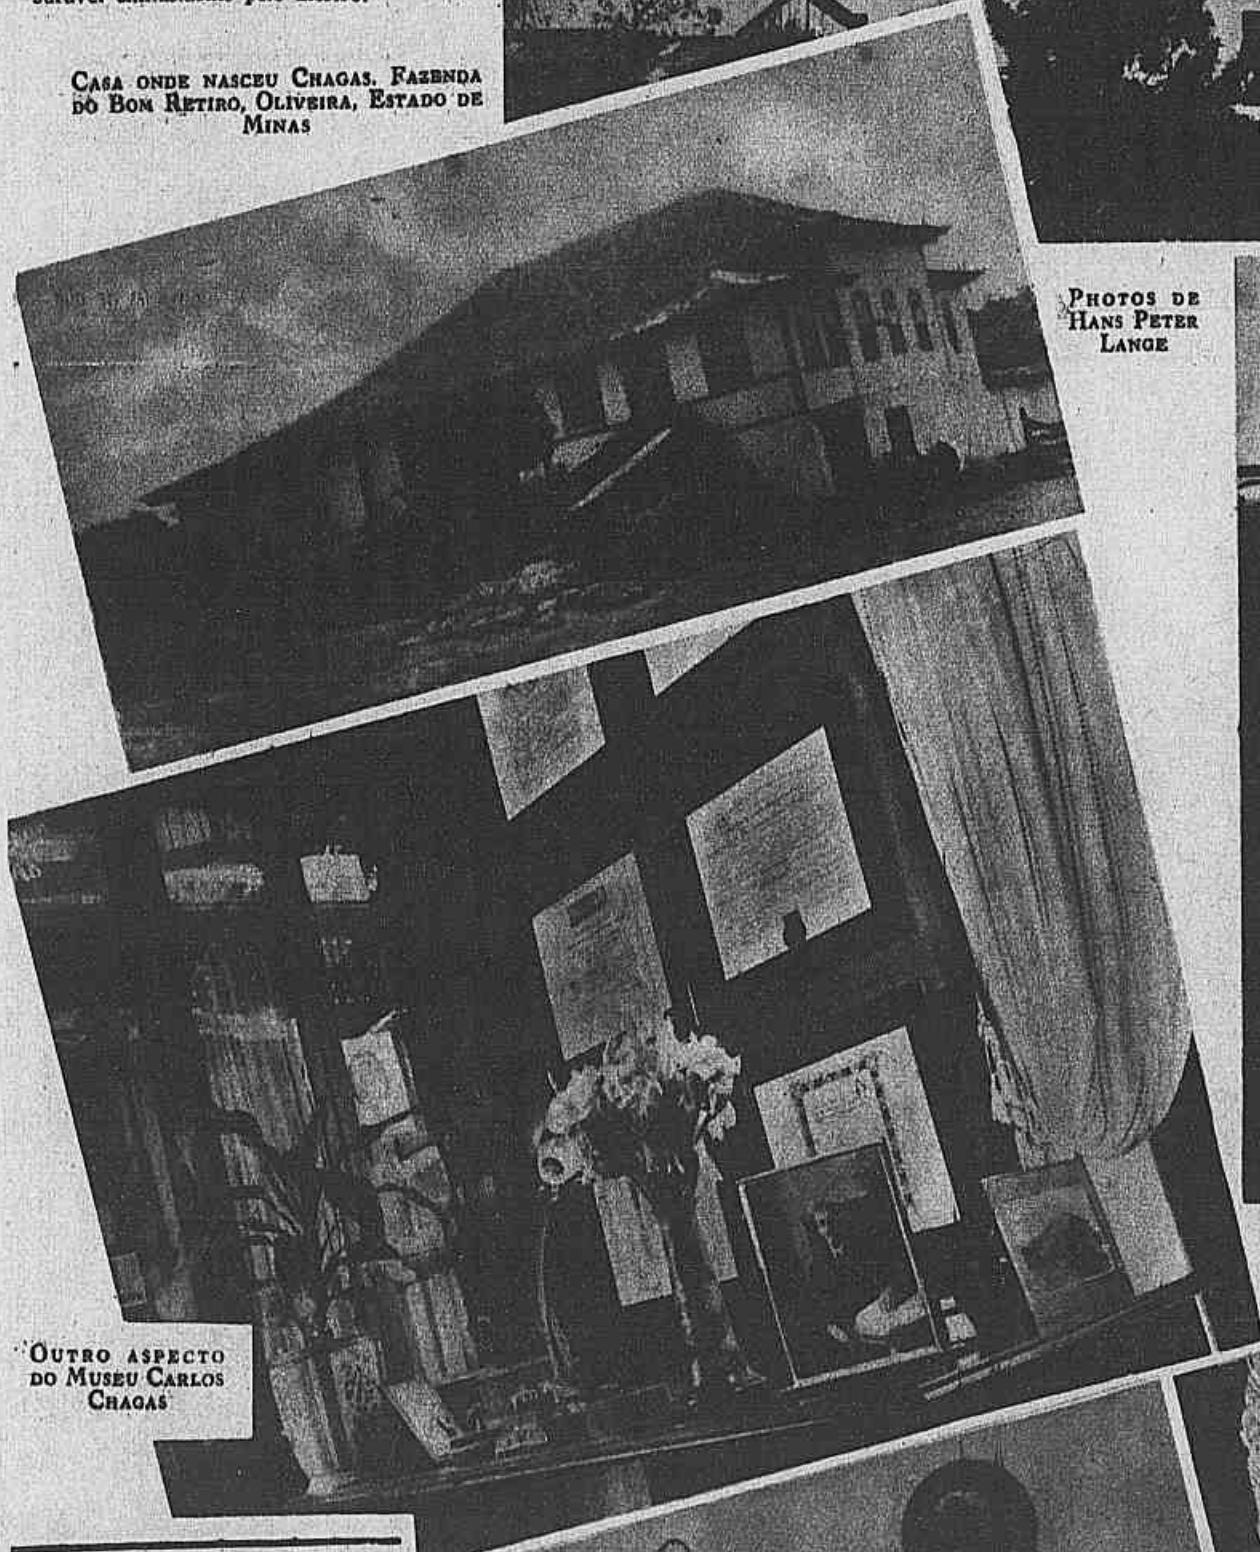 CASA ONDE NASCEU CHAGAS. FAZENDA
DO BOM RETIRO, OLIVEIRA, ESTADO DE
MINAS
PHOTOS DE
HANS PETER
LANGE
OUTRO ASPECTO
DO MUSEU CARLOS
CHAGAS